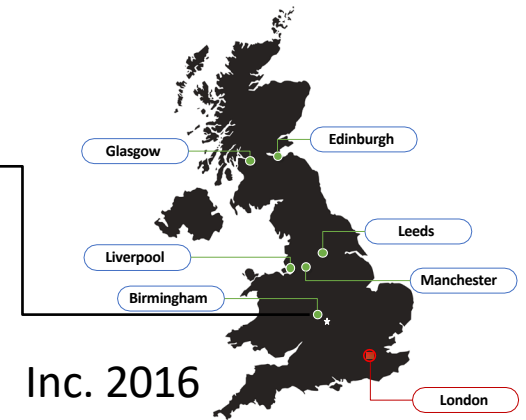 Edinburgh
Glasgow
Leeds
Liverpool
Manchester
Birmingham
Inc. 2016
London